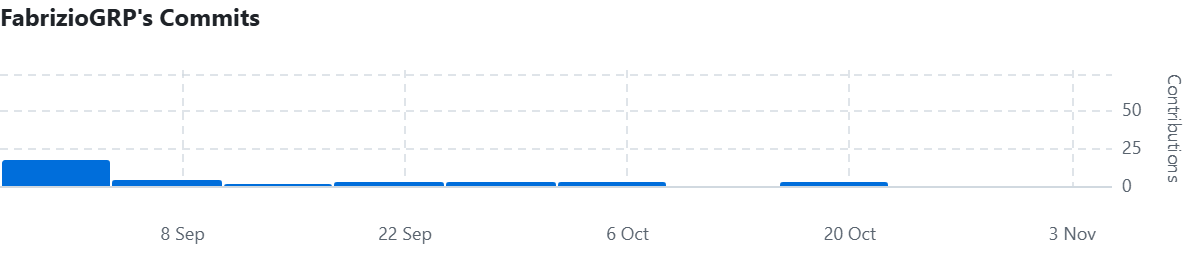 FabrizioGRP's Commits
50
25
0
Contributions
8 Sep
22 Sep
6 Oct
20 Oct
3 Nov